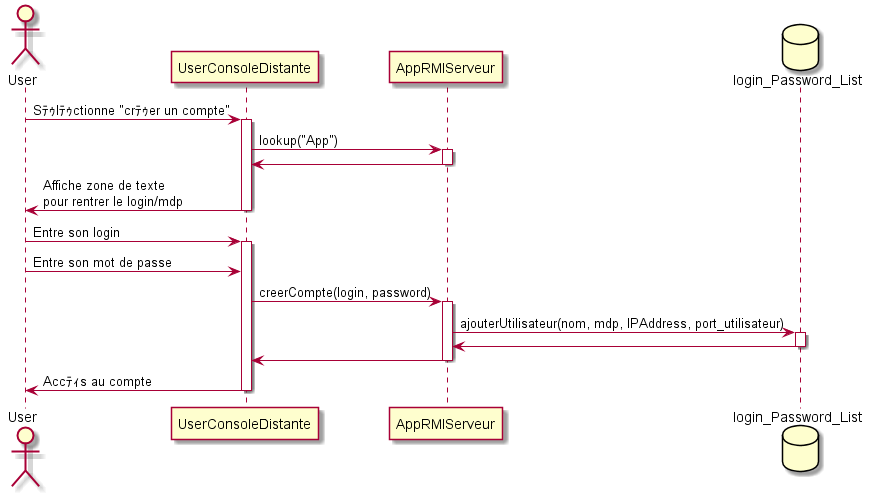 User
UserConsoleDistante
AppRMIServeur
login_Password_List
Sﾃｩlﾃｩctionne "crﾃｩer un compte"
lookup("App")
Affiche zone de texte
pour rentrer le login/mdp
Entre son login
Entre son mot de passe
creerCompte(login, password)
ajouterUtilisateur(nom, mdp, IPAddress, port_utilisateur)
Accﾃｨs au compte
User
UserConsoleDistante
AppRMIServeur
login_Password_List